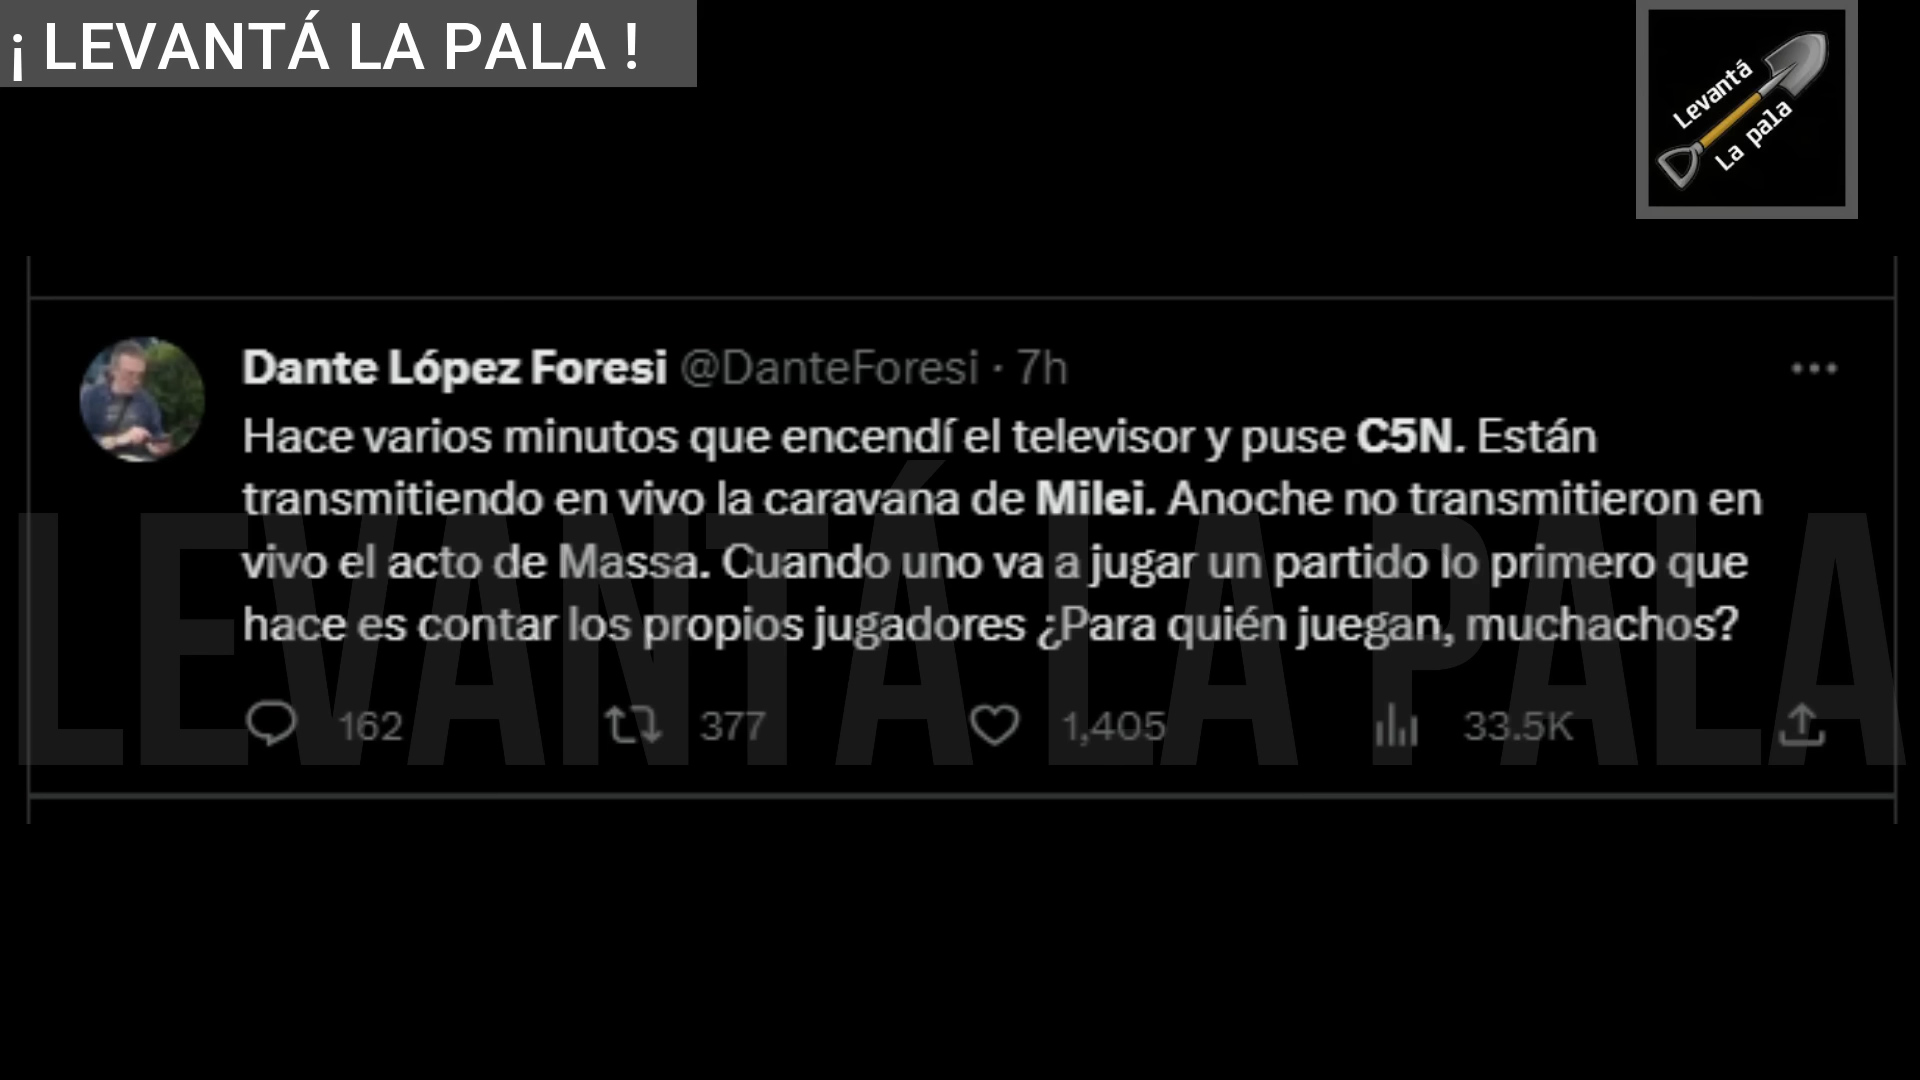 ¡ LEVANTÁ LA PALA !
Levantá
La pala
Dante López Foresi @DanteForesi · 7h
Hace varios minutos que encendí el televisor y puse C5N. Están
transmitiendo en vivo la caravana de Milei. Anoche no transmitieron en
vivo el acto de Massa. Cuando uno va a jugar un partido lo primero que
hace es contar los propios jugadores ¿Para quién juegan, muchachos?
LEVANTÁ LA PALA
162 377 1,405 33.5K